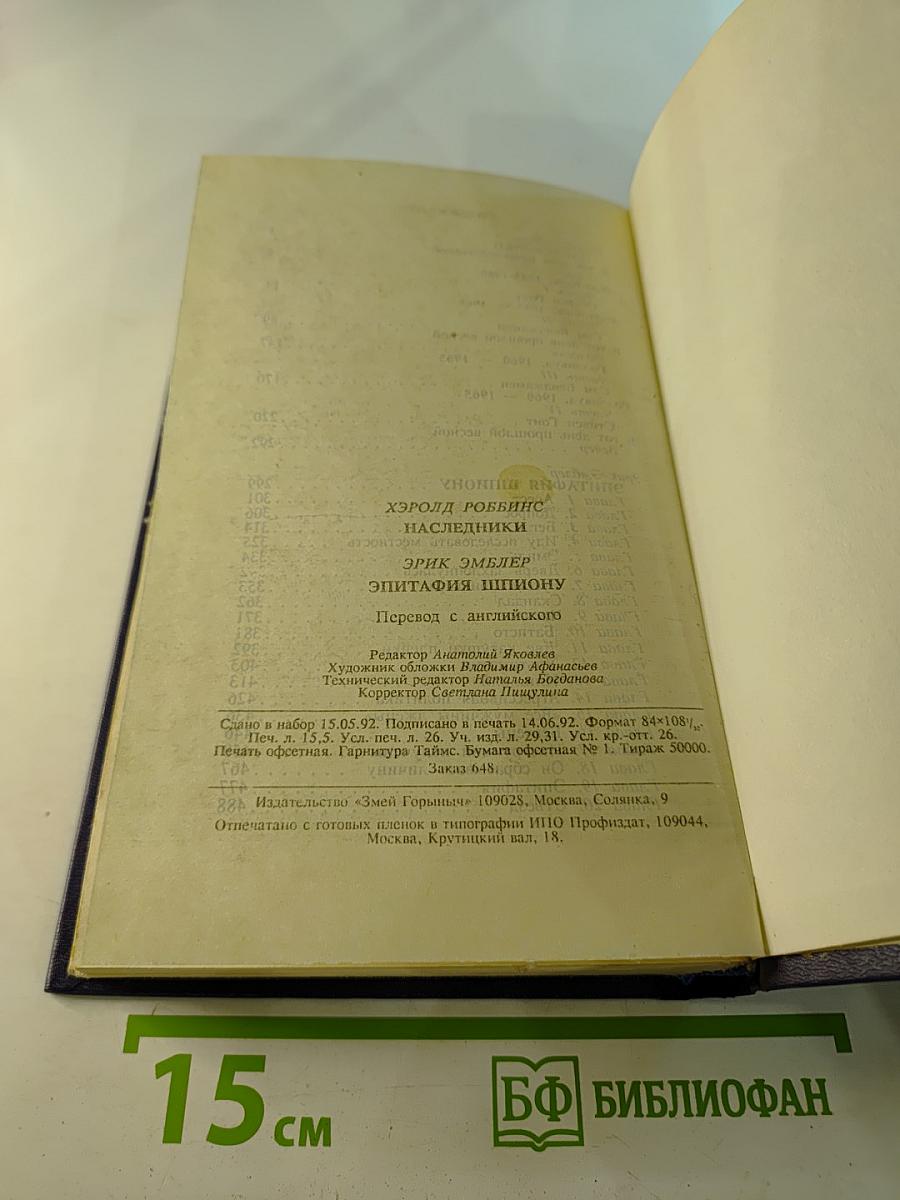 ХЭРОЛД РОББИНС
НАСЛЕДНИКИ
ЭРИК ЭМБЛЕР
ЭПИТАФИЯ ШПИОНУ
Перевод с английского
Редактор Анатолий Яковлев
Художник обложки Владимир Афанасьев
Технический редактор Наталья Богданова
Корректор Светлана Пищулина
Сдано в набор 15.05.92. Подписано в печать 14.06.92. Формат 84×108 1/32.
Печ. л. 15,5. Усл. печ. л. 26. Уч. изд. л. 29,31. Усл. кр.-отт. 26.
Печать офсетная. Гарнитура Таймс. Бумага офсетная № 1. Тираж 50000.
Заказ 648.
Издательство «Змей Горыныч» 109028, Москва, Солянка, 9
Отпечатано с готовых пленок в типографии ИПО Профиздат, 109044,
Москва, Крутицкий вал, 18.
15 см
БФ БИБЛИОФАН